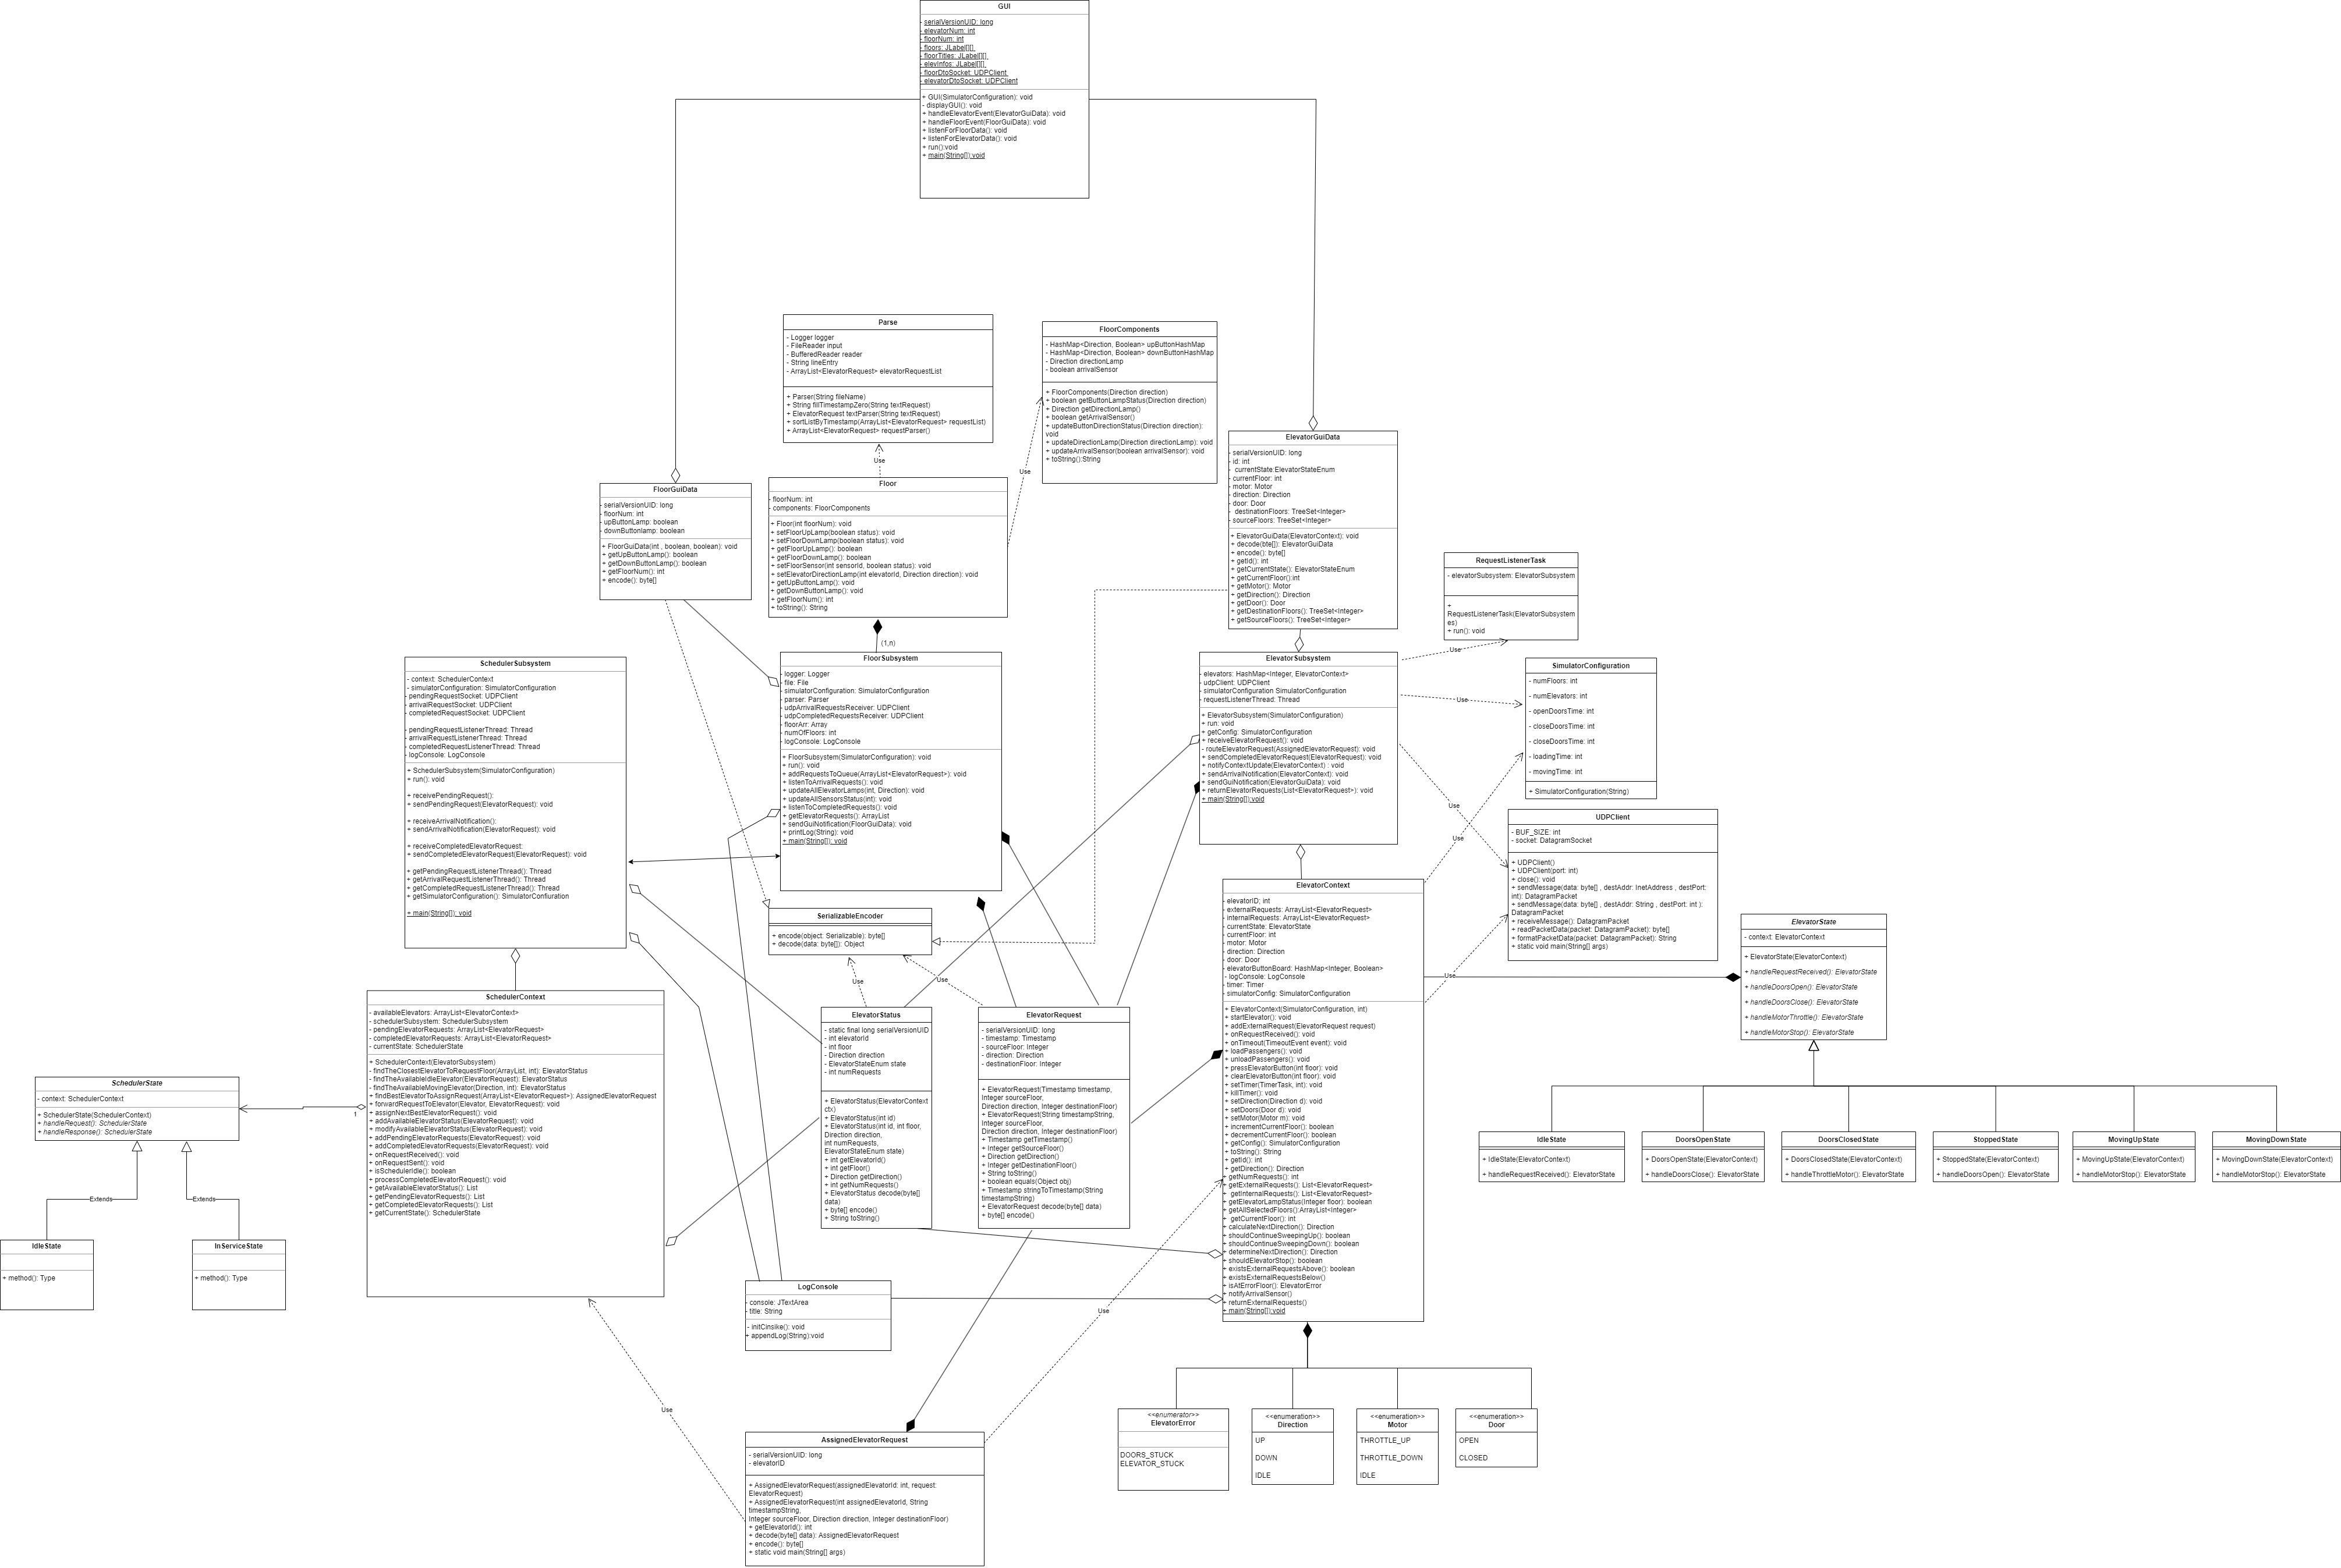 GUI
- serialVersionUID: long
- elevatorNum: int
- floorNum: int
- floors: JLabel[][]
- floorTitles: JLabel[][]
- elevInfos: JLabel[][]
- floorDtoSocket: UDPClient
- elevatorDtoSocket: UDPClient
+ GUI(SimulatorConfiguration): void
- displayGUI(): void
+ handleElevatorEvent(ElevatorGuiData): void
+ handleFloorEvent(FloorGuiData): void
+ listenForFloorData(): void
+ listenForElevatorData(): void
+ run():void
+ main(String[]):void
Parse
- Logger logger
- FileReader input
- BufferedReader reader
- String lineEntry
- ArrayList<ElevatorRequest> elevatorRequestList
+ Parser(String fileName)
+ String fillTimestampZero(String textRequest)
+ ElevatorRequest textParser(String textRequest)
+ sortListByTimestamp(ArrayList<ElevatorRequest> requestList)
+ ArrayList<ElevatorRequest> requestParser()
Use
FloorComponents
- HashMap<Direction, Boolean> upButtonHashMap
- HashMap<Direction, Boolean> downButtonHashMap
- Direction directionLamp
- boolean arrivalSensor
+ FloorComponents(Direction direction)
+ boolean getButtonLampStatus(Direction direction)
+ Direction getDirectionLamp()
+ boolean getArrivalSensor()
+ updateButtonDirectionStatus(Direction direction):
void
+ updateDirectionLamp(Direction directionLamp): void
+ updateArrivalSensor(boolean arrivalSensor): void
+ toString():String
Use
ElevatorGuiData
- serialVersionUID: long
- id: int
- currentState:ElevatorStateEnum
- currentFloor: int
- motor: Motor
- direction: Direction
- door: Door
- destinationFloors: TreeSet<Integer>
- sourceFloors: TreeSet<Integer>
+ ElevatorGuiData(ElevatorContext): void
+ decode(bte[]): ElevatorGuiData
+ encode(): byte[]
+ getId(): int
+ getCurrentState(): ElevatorStateEnum
+ getCurrentFloor():int
+ getMotor(): Motor
+ getDirection(): Direction
+ getDoor(): Door
+ getDestinationFloors(): TreeSet<Integer>
+ getSourceFloors(): TreeSet<Integer>
FloorGuiData
- serialVersionUID: long
- floorNum: int
- upButtonLamp: boolean
- downButtonlamp: boolean
+ FloorGuiData(int , boolean, boolean): void
+ getUpButtonLamp(): boolean
+ getDownButtonLamp(): boolean
+ getFloorNum(): int
+ encode(): byte[]
Floor
- floorNum: int
- components: FloorComponents
+ Floor(int floorNum): void
+ setFloorUpLamp(boolean status): void
+ setFloorDownLamp(boolean status): void
+ getFloorUpLamp(): boolean
+ getFloorDownLamp(): boolean
+ setFloorSensor(int sensorId, boolean status): void
+ setElevatorDirectionLamp(int elevatorId, Direction direction): void
+ getUpButtonLamp(): void
+ getDownButtonLamp(): void
+ getFloorNum(): int
+ toString(): String
(1,n)
RequestListenerTask
- elevatorSubsystem: ElevatorSubsystem
+
RequestListenerTask(ElevatorSubsystem
es)
+ run(): void
Use
SchedulerSubsystem
- context: SchedulerContext
- simulatorConfiguration: SimulatorConfiguration
- pendingRequestSocket: UDPClient
- arrivalRequestSocket: UDPClient
- completedRequestSocket: UDPClient
- pendingRequestListenerThread: Thread
- arrivalRequestListenerThread: Thread
- completedRequestListenerThread: Thread
- logConsole: LogConsole
+ SchedulerSubsystem(SimulatorConfiguration)
+ run(): void
+ receivePendingRequest():
+ sendPendingRequest(ElevatorRequest): void
+ receiveArrivalNotification():
+ sendArrivalNotification(ElevatorRequest): void
+ receiveCompletedElevatorRequest:
+ sendCompletedElevatorRequest(ElevatorRequest): void
+ getPendingRequestListenerThread(): Thread
+ getArrivalRequestListenerThread(): Thread
+ getCompletedRequestListenerThread(): Thread
+ getSimulatorConfiguration(): SimulatorConfiuration
+ main(String[]): void
FloorSubsystem
- logger: Logger
- file: File
- simulatorConfiguration: SimulatorConfiguration
- parser: Parser
- udpArrivalRequestsReceiver: UDPClient
- udpCompletedRequestsReceiver: UDPClient
- floorArr: Array
- numOfFloors: int
- logConsole: LogConsole
+ FloorSubsystem(SimulatorConfiguration): void
+ run(): void
+ addRequestsToQueue(ArrayList<ElevatorRequest>): void
+ listenToArrivalRequests(): void
+ updateAllElevatorLamps(int, Direction): void
+ updateAllSensorsStatus(int): void
+ listenToCompletedRequests(): void
+ getElevatorRequests(): ArrayList
+ sendGuiNotification(FloorGuiData): void
+ printLog(String): void
+ main(String[]): void
ElevatorSubsystem
- elevators: HashMap<Integer, ElevatorContext>
- udpClient: UDPClient
- simulatorConfiguration SimulatorConfiguration
- requestListenerThread: Thread
+ ElevatorSubsystem(SimulatorConfiguration)
+ run: void
+ getConfig: SimulatorConfiguration
+ receiveElevatorRequest(): void
- routeElevatorRequest(AssignedElevatorRequest): void
+ sendCompletedElevatorRequest(ElevatorRequest): void
+ notifyContextUpdate(ElevatorContext) : void
+ sendArrivalNotification(ElevatorContext): void
+ sendGuiNotification(ElevatorGuiData): void
+ returnElevatorRequests(List<ElevatorRequest>): void
+ main(String[]):void
SimulatorConfiguration
- numFloors: int
- numElevators: int
- openDoorsTime: int
- closeDoorsTime: int
- closeDoorsTime: int
- loadingTime: int
- movingTime: int
+ SimulatorConfiguration(String)
Use
Use
Use
UDPClient
- BUF_SIZE: int
- socket: DatagramSocket
+ UDPClient()
+ UDPClient(port: int)
+ close(): void
+ sendMessage(data: byte[] , destAddr: InetAddress , destPort:
int): DatagramPacket
+ sendMessage(data: byte[] , destAddr: String , destPort: int ):
DatagramPacket
+ receiveMessage(): DatagramPacket
+ readPacketData(packet: DatagramPacket): byte[]
+ formatPacketData(packet: DatagramPacket): String
+ static void main(String[] args)
Use
SerializableEncoder
+ encode(object: Serializable): byte[]
+ decode(data: byte[]): Object
Use
Use
ElevatorContext
- elevatorID; int
- externalRequests: ArrayList<ElevatorRequest>
- internalRequests: ArrayList<ElevatorRequest>
- currentState: ElevatorState
- currentFloor: int
- motor: Motor
- direction: Direction
- door: Door
- elevatorButtonBoard: HashMap<Integer, Boolean>
- logConsole: LogConsole
- timer: Timer
- simulatorConfig: SimulatorConfiguration
+ ElevatorContext(SimulatorConfiguration, int)
+ startElevator(): void
+ addExternalRequest(ElevatorRequest request)
+ onRequestReceived(): void
+ onTimeout(TimeoutEvent event): void
+ loadPassengers(): void
+ unloadPassengers(): void
+ pressElevatorButton(int floor): void
+ clearElevatorButton(int floor): void
+ setTimer(TimerTask, int): void
+ killTimer(): void
+ setDirection(Direction d): void
+ setDoors(Door d): void
+ setMotor(Motor m): void
+ incrementCurrentFloor(): boolean
+ decrementCurrentFloor(): boolean
+ getConfig(): SimulatorConfiguration
+ toString(): String
+ getId(): int
+ getDirection(): Direction
+ getNumRequests(): int
+ getExternalRequests(): List<ElevatorRequest>
+ getInternalRequests(): List<ElevatorRequest>
+ getElevatorLampStatus(Integer floor): boolean
+ getAllSelectedFloors():ArrayList<Integer>
+ getCurrentFloor(): int
+ calculateNextDirection(): Direction
+ shouldContinueSweepingUp(): boolean
+ shouldContinueSweepingDown(): boolean
+ determineNextDirection(): Direction
+ shouldElevatorStop(): boolean
+ existsExternalRequestsAbove(): boolean
+ existsExternalRequestsBelow()
+ isAtErrorFloor(): ElevatorError
+ notifyArrivalSensor()
+ returnExternalRequests()
+ main(String[]):void
ElevatorState
- context: ElevatorContext
+ ElevatorState(ElevatorContext)
+ handleRequestReceived(): ElevatorState
+ handleDoorsOpen(): ElevatorState
+ handleDoorsClose(): ElevatorState
+ handleMotorThrottle(): ElevatorState
+ handleMotorStop(): ElevatorState
SchedulerContext
- availableElevators: ArrayList<ElevatorContext>
- schedulerSubsystem: SchedulerSubsystem
- pendingElevatorRequests: ArrayList<ElevatorRequest>
- completedElevatorRequests: ArrayList<ElevatorRequest>
- currentState: SchedulerState
+ SchedulerContext(ElevatorSubsystem)
- findTheClosestElevatorToRequestFloor(ArrayList, int): ElevatorStatus
- findTheAvailableIdleElevator(ElevatorRequest): ElevatorStatus
- findTheAvailableMovingElevator(Direction, int): ElevatorStatus
- findBestElevatorToAssignRequest(ArrayList<ElevatorRequest>): AssignedElevatorRequest
+ forwardRequestToElevator(Elevator, ElevatorRequest): void
+ assignNextBestElevatorRequest(): void
+ addAvailableElevatorStatus(ElevatorRequest): void
+ modifyAvailableElevatorStatus(ElevatorRequest): void
+ addPendingElevatorRequests(ElevatorRequest): void
+ addCompletedElevatorRequests(ElevatorRequest): void
+ onRequestReceived(): void
+ onRequestSent(): void
+ isSchedulerIdle(): boolean
+ processCompletedElevatorRequest(): void
+ getAvailableElevatorStatus(): List
+ getPendingElevatorRequests(): List
+ getCompletedElevatorRequests(): List
+ getCurrentState(): SchedulerState
1
SchedulerState
- context: SchedulerContext
+ SchedulerState(SchedulerContext)
+ handleRequest(): SchedulerState
+ handleResponse(): SchedulerState
Extends
Extends
IdleState
+ method(): Type
InServiceState
+ method(): Type
ElevatorStatus
- static final long serialVersionUID
- int elevatorId
- int floor
- Direction direction
- ElevatorStateEnum state
- int numRequests
+ ElevatorStatus(ElevatorContext
ctx)
+ ElevatorStatus(int id)
+ ElevatorStatus(int id, int floor,
Direction direction,
int numRequests,
ElevatorStateEnum state)
+ int getElevatorId()
+ int getFloor()
+ Direction getDirection()
+ int getNumRequests()
+ ElevatorStatus decode(byte[]
data)
+ byte[] encode()
+ String toString()
ElevatorRequest
- serialVersionUID: long
- timestamp: Timestamp
- sourceFloor: Integer
- direction: Direction
- destinationFloor: Integer
+ ElevatorRequest(Timestamp timestamp,
Integer sourceFloor,
Direction direction, Integer destinationFloor)
+ ElevatorRequest(String timestampString,
Integer sourceFloor,
Direction direction, Integer destinationFloor)
+ Timestamp getTimestamp()
+ Integer getSourceFloor()
+ Direction getDirection()
+ Integer getDestinationFloor()
+ String toString()
+ boolean equals(Object obj)
+ Timestamp stringToTimestamp(String
timestampString)
+ ElevatorRequest decode(byte[] data)
+ byte[] encode()
IdleState
+ IdleState(ElevatorContext)
+ handleRequestReceived(): ElevatorState
DoorsOpenState
+ DoorsOpenState(ElevatorContext)
+ handleDoorsClose(): ElevatorState
DoorsClosedState
+ DoorsClosedState(ElevatorContext)
+ handleThrottleMotor(): ElevatorState
StoppedState
+ StoppedState(ElevatorContext)
+ handleDoorsOpen(): ElevatorState
MovingUpState
+ MovingUpState(ElevatorContext)
+ handleMotorStop(): ElevatorState
MovingDownState
+ MovingDownState(ElevatorContext)
+ handleMotorStop(): ElevatorState
LogConsole
- console: JTextArea
- title: String
- initCinsike(): void
+ appendLog(String):void
Use
Use
<<enumerator>>
ElevatorError
DOORS_STUCK
ELEVATOR_STUCK
<<enumeration>>
Direction
UP
DOWN
IDLE
<<enumeration>>
Motor
THROTTLE_UP
THROTTLE_DOWN
IDLE
<<enumeration>>
Door
OPEN
CLOSED
AssignedElevatorRequest
- serialVersionUID: long
- elevatorID
+ AssignedElevatorRequest(assignedElevatorId: int, request:
ElevatorRequest)
+ AssignedElevatorRequest(int assignedElevatorId, String
timestampString,
Integer sourceFloor, Direction direction, Integer destinationFloor)
+ getElevatorId(): int
+ decode(byte[] data): AssignedElevatorRequest
+ encode(): byte[]
+ static void main(String[] args)